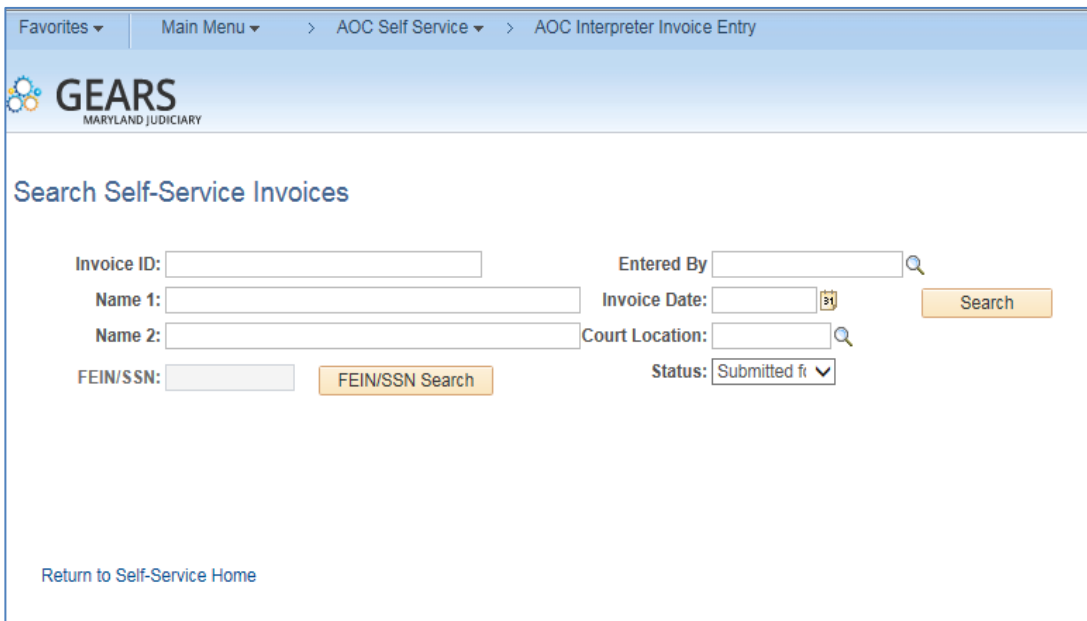 Favorites Main Menu > AOC Self Service > AOC Interpreter Invoice Entry
GEARS
MARYLAND JUDICIARY
Search Self-Service Invoices
Invoice ID: Entered By
Name 1: Invoice Date: 31 Search
Name 2: Court Location:
FEIN/SSN: FEIN/SSN Search Status: Submitted
Return to Self-Service Home